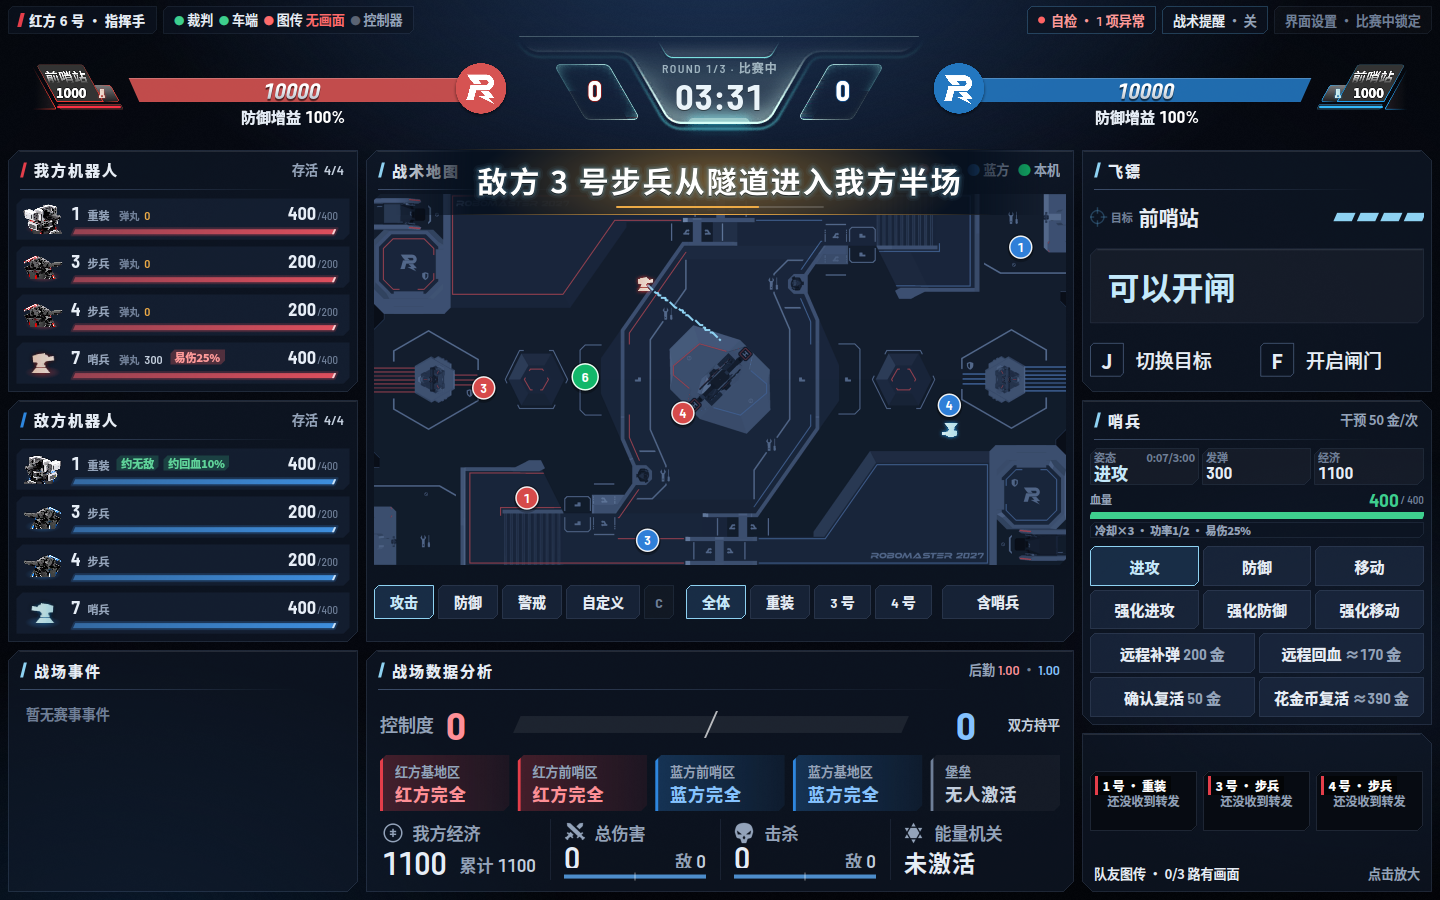 红方 6 号 · 指挥手
裁判 车端 图传 无画面 控制器
自检 · 1 项异常
战术提醒 · 关
界面设置 · 比赛中锁定
前哨站
1000
10000
防御增益 100%
0
ROUND 1/3 · 比赛中
03:31
0
10000
防御增益 100%
前哨站
1000
我方机器人
存活 4/4
1 重装 弹丸 0
400/400
3 步兵 弹丸 0
200/200
4 步兵 弹丸 0
200/200
7 哨兵 弹丸 300 易伤25%
400/400
敌方机器人
存活 4/4
1 重装 约无敌 约回血10%
400/400
3 步兵
200/200
4 步兵
200/200
7 哨兵
400/400
战场事件
暂无赛事事件
战术地图
敌方 3 号步兵从隧道进入我方半场
蓝方 本机
1
3
6
4
4
1
3
ROBOMASTER 2027
攻击
防御
警戒
自定义
C
全体
重装
3 号
4 号
含哨兵
战场数据分析
后勤 1.00 · 1.00
控制度 0
0 双方持平
红方基地区
红方完全
红方前哨区
红方完全
蓝方前哨区
蓝方完全
蓝方基地区
蓝方完全
堡垒
无人激活
我方经济
1100 累计 1100
总伤害
0 敌 0
击杀
0 敌 0
能量机关
未激活
飞镖
目标 前哨站
可以开闸
J 切换目标
F 开启闸门
哨兵
干预 50 金/次
姿态 0:07/3:00
进攻
发弹
300
经济
1100
血量
400 / 400
冷却×3 · 功率1/2 · 易伤25%
进攻
防御
移动
强化进攻
强化防御
强化移动
远程补弹 200 金
远程回血 ≈170 金
确认复活 50 金
花金币复活 ≈390 金
1 号 · 重装
还没收到转发
3 号 · 步兵
还没收到转发
4 号 · 步兵
还没收到转发
队友图传 · 0/3 路有画面
点击放大